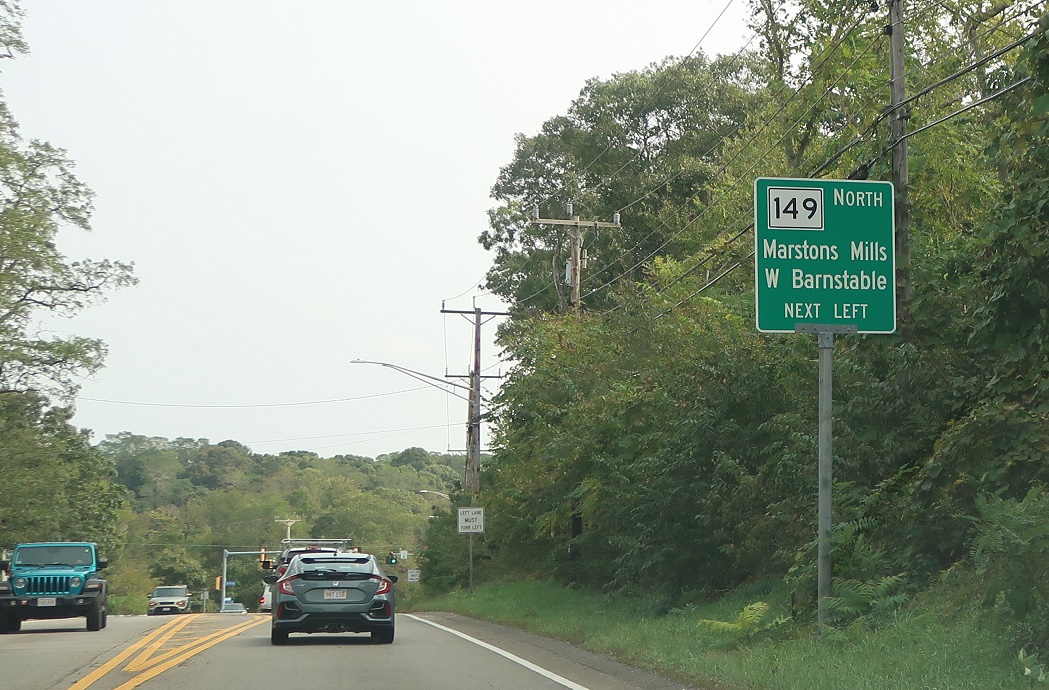 149 NORTH
Marstons Mills
W Barnstable
NEXT LEFT
LEFT LANE
MUST
TURN LEFT